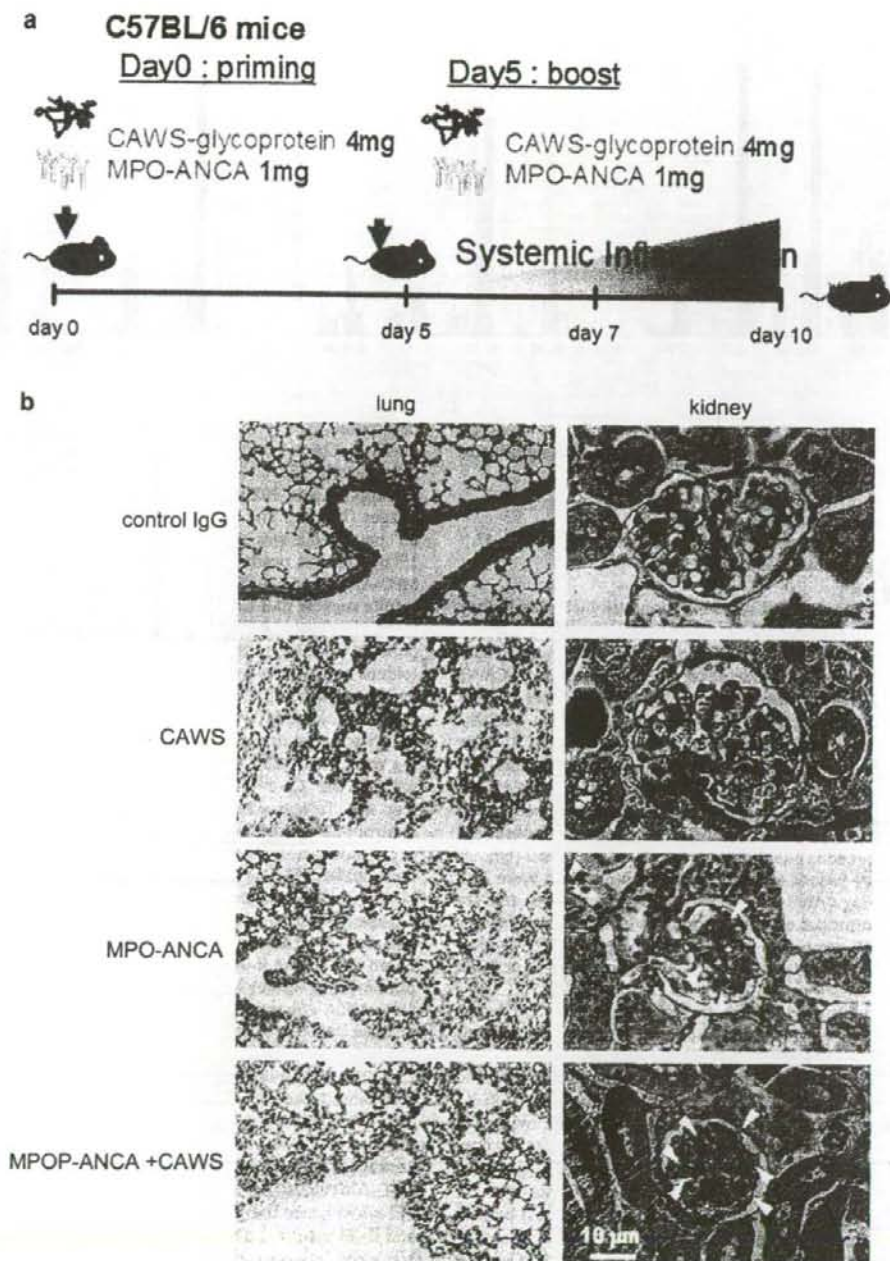 a
C57BL/6 mice
Day0 : priming
Day5 : boost
CAWS-glycoprotein 4mg
MPO-ANCA 1mg
CAWS-glycoprotein 4mg
MPO-ANCA 1mg
Systemic
day 0
day 5
day 7
day 10
b
lung
kidney
control IgG
CAWS
MPO-ANCA
MPOP-ANCA +CAWS
10 µm